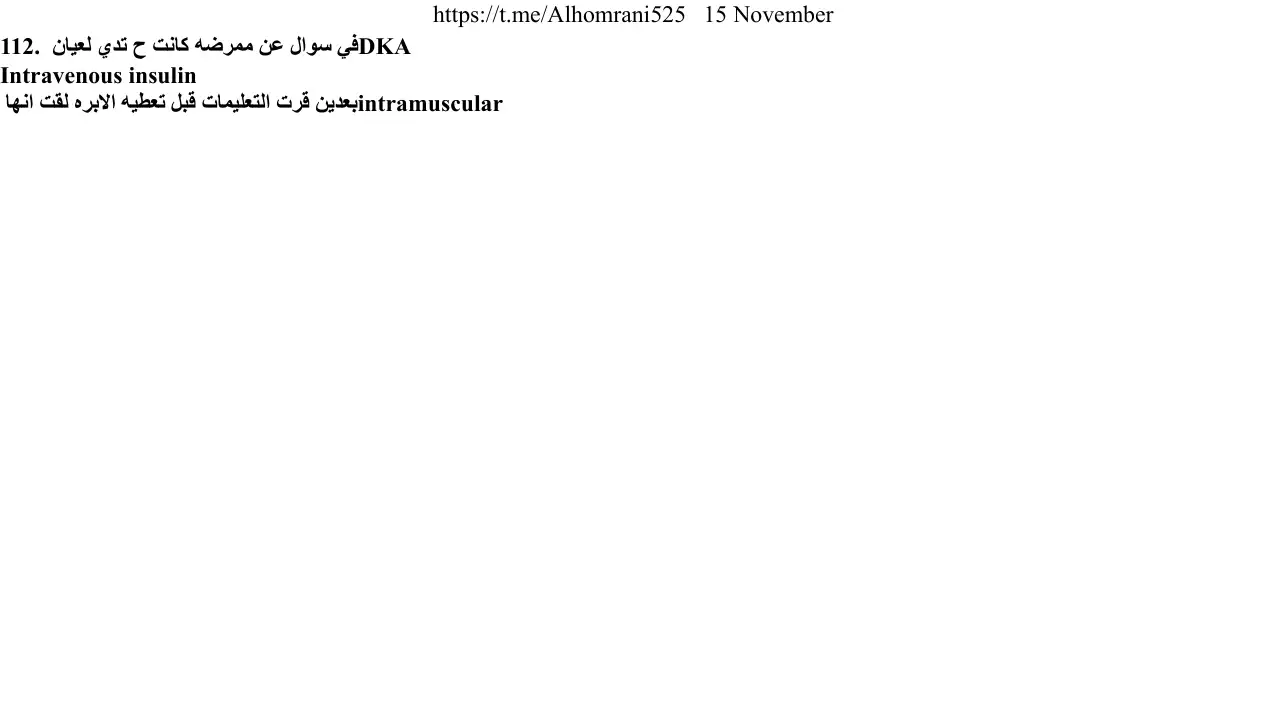 https://t.me/Alhomrani525 15 November
112. في سوال عن ممرضه كانت ح تدي لعيان DKA
Intravenous insulin
بعدين قرت التعليمات قبل تعطيه الابره لقت انها intramuscular